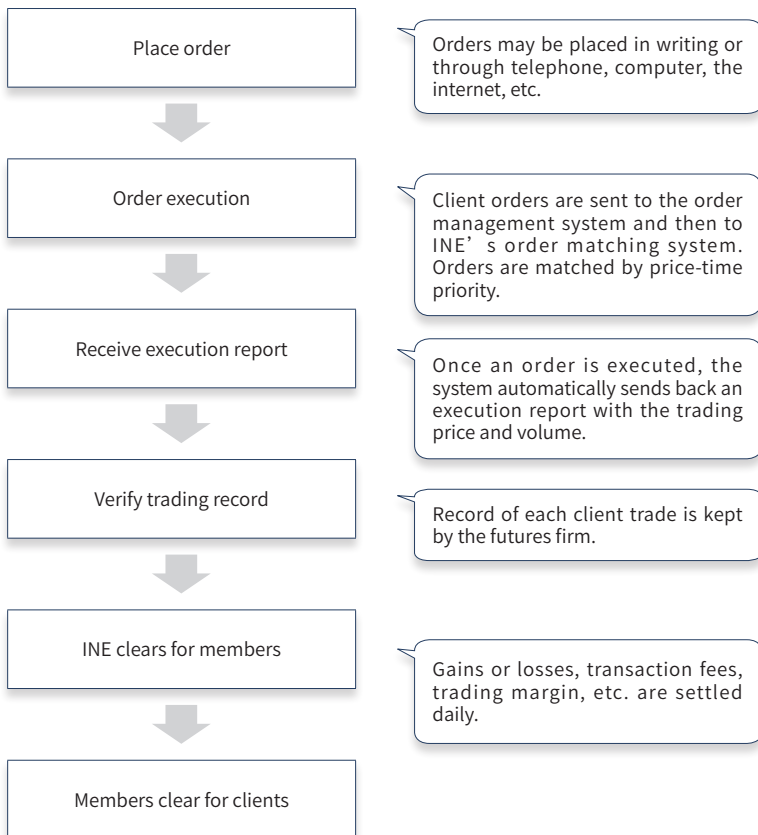 Place order
Orders may be placed in writing or
through telephone, computer, the
internet, etc.
Order execution
Client orders are sent to the order
management system and then to
INE’s order matching system.
Orders are matched by price-time
priority.
Receive execution report
Once an order is executed, the
system automatically sends back an
execution report with the trading
price and volume.
Verify trading record
Record of each client trade is kept
by the futures firm.
INE clears for members
Gains or losses, transaction fees,
trading margin, etc. are settled
daily.
Members clear for clients